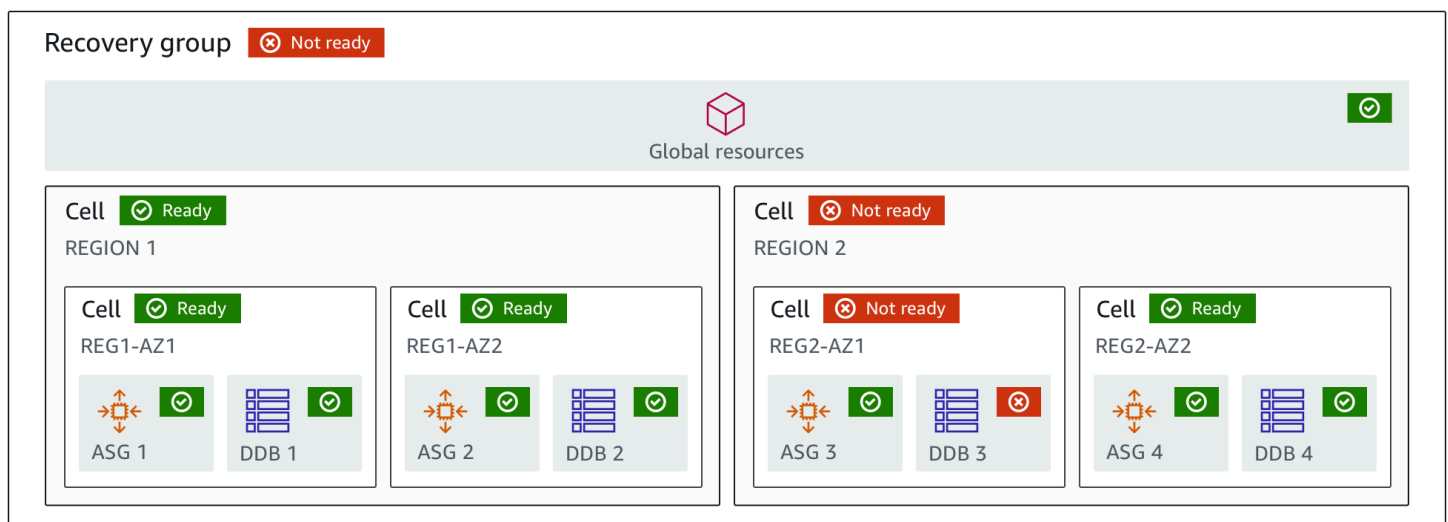 Recovery group Not ready
Global resources
Cell Ready
REGION 1
Cell Ready
REG1-AZ1
ASG 1
DDB 1
Cell Ready
REG1-AZ2
ASG 2
DDB 2
Cell Not ready
REGION 2
Cell Not ready
REG2-AZ1
ASG 3
DDB 3
Cell Ready
REG2-AZ2
ASG 4
DDB 4